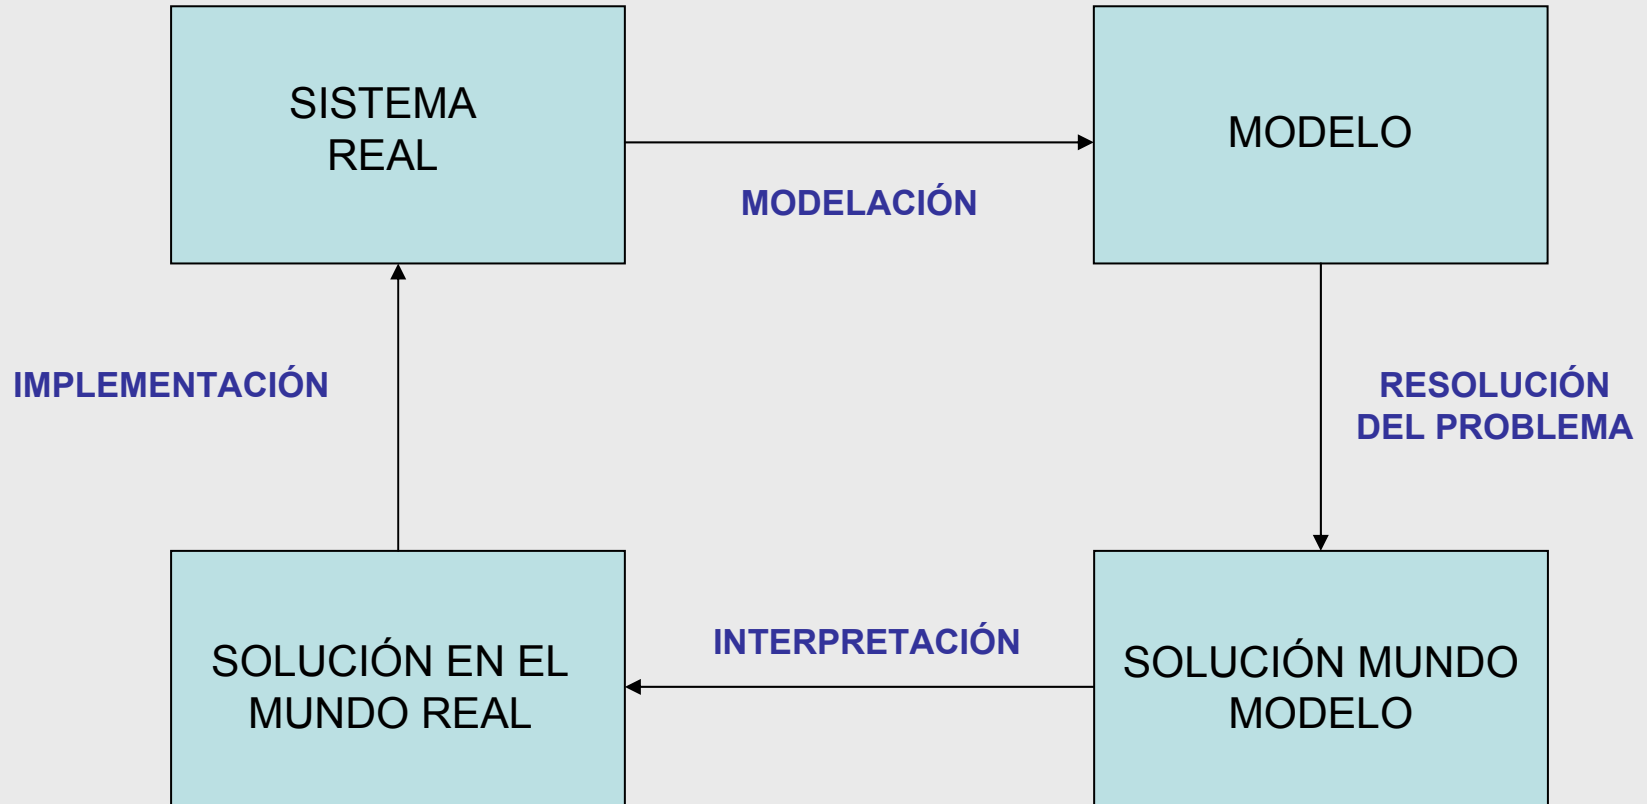 SISTEMA
REAL
MODELO
MODELACIÓN
IMPLEMENTACIÓN
RESOLUCIÓN
DEL PROBLEMA
SOLUCIÓN EN EL
MUNDO REAL
INTERPRETACIÓN
SOLUCIÓN MUNDO
MODELO